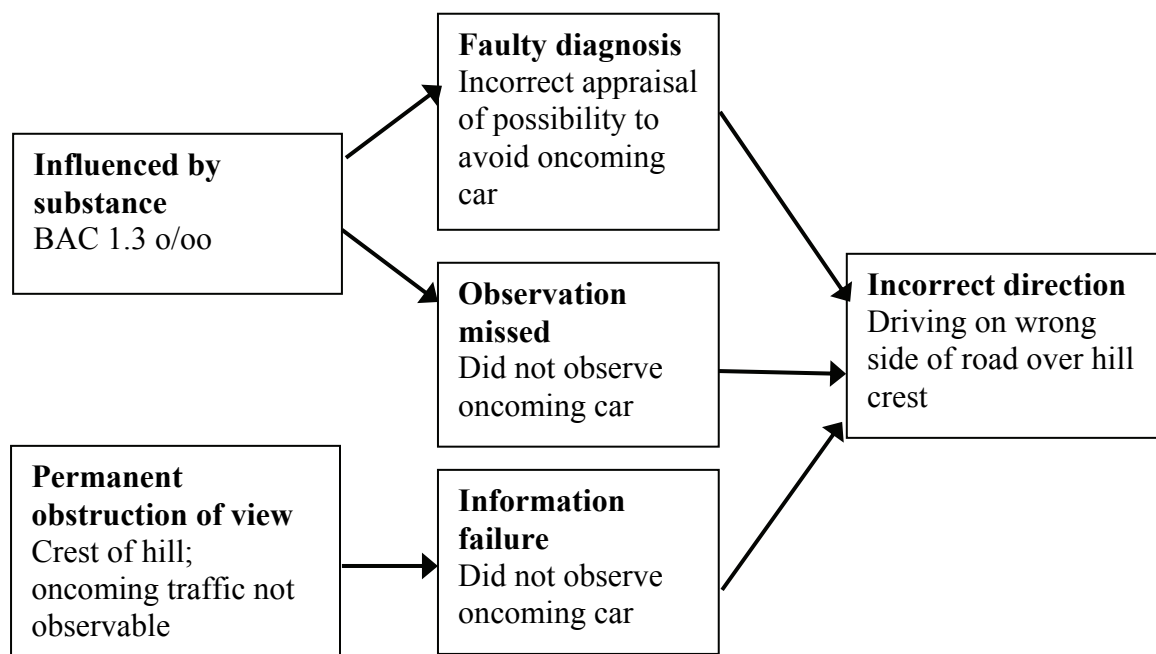 Faulty diagnosis
Incorrect appraisal
of possibility to
avoid oncoming
car
Influenced by
substance
BAC 1.3 o/oo
Observation
missed
Did not observe
oncoming car
Incorrect direction
Driving on wrong
side of road over hill
crest
Permanent
obstruction of view
Crest of hill;
oncoming traffic not
observable
Information
failure
Did not observe
oncoming car